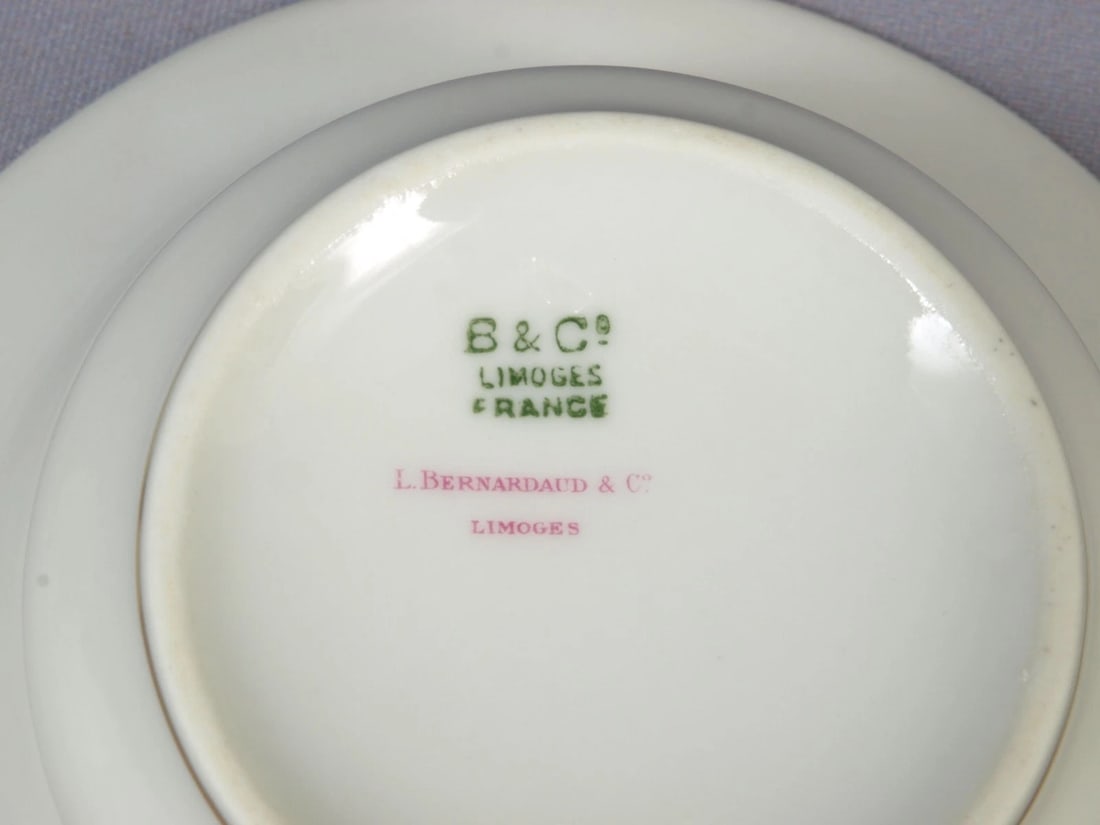 B & Cº
LIMOGES
FRANCE
L. BERNARDAUD & Cº
LIMOGES